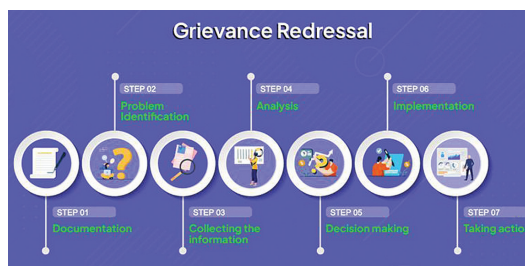 Grievance Redressal
STEP 02
Problem
Identification
STEP 04
Analysis
STEP 06
Implementation
STEP 01
Documentation
STEP 03
Collecting the
information
STEP 05
Decision making
STEP 07
Taking actio